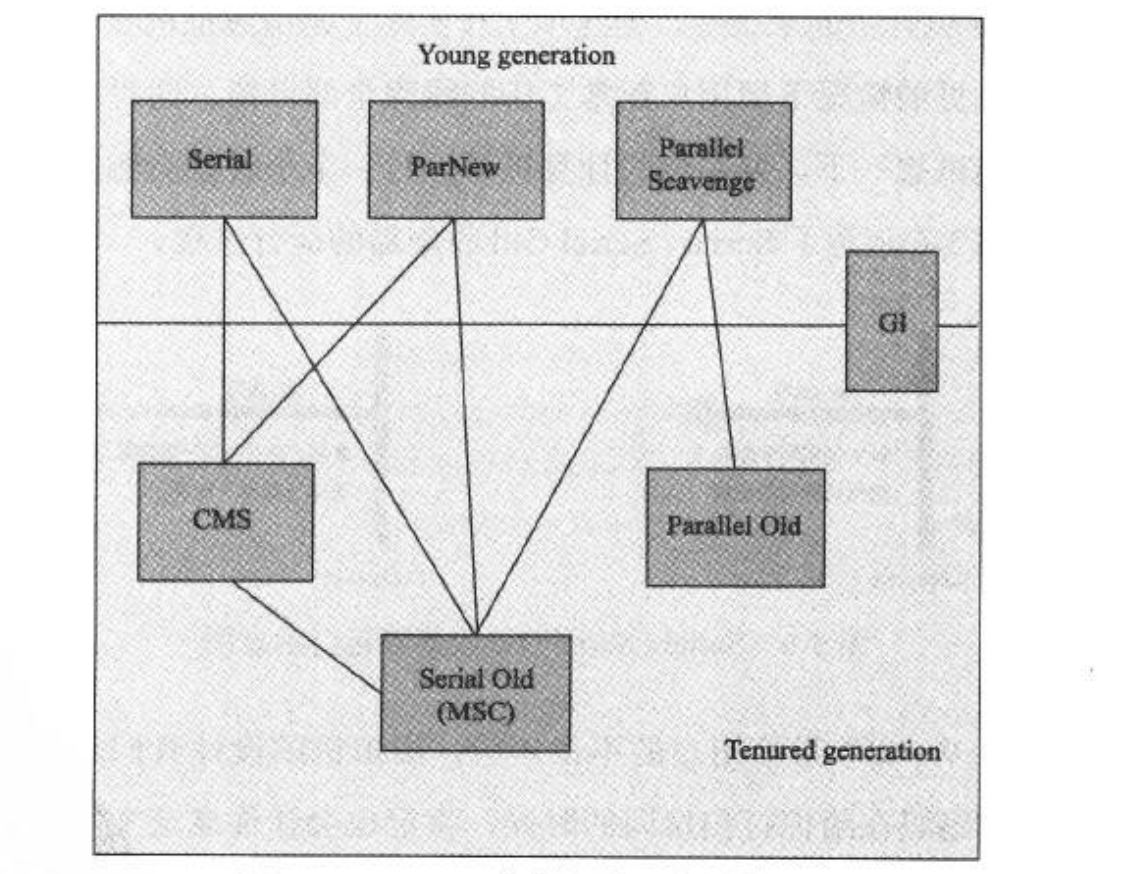 Young generation
Serial
ParNew
Parallel
Scavenge
G1
CMS
Parallel Old
Serial Old
(MSC)
Tenured generation